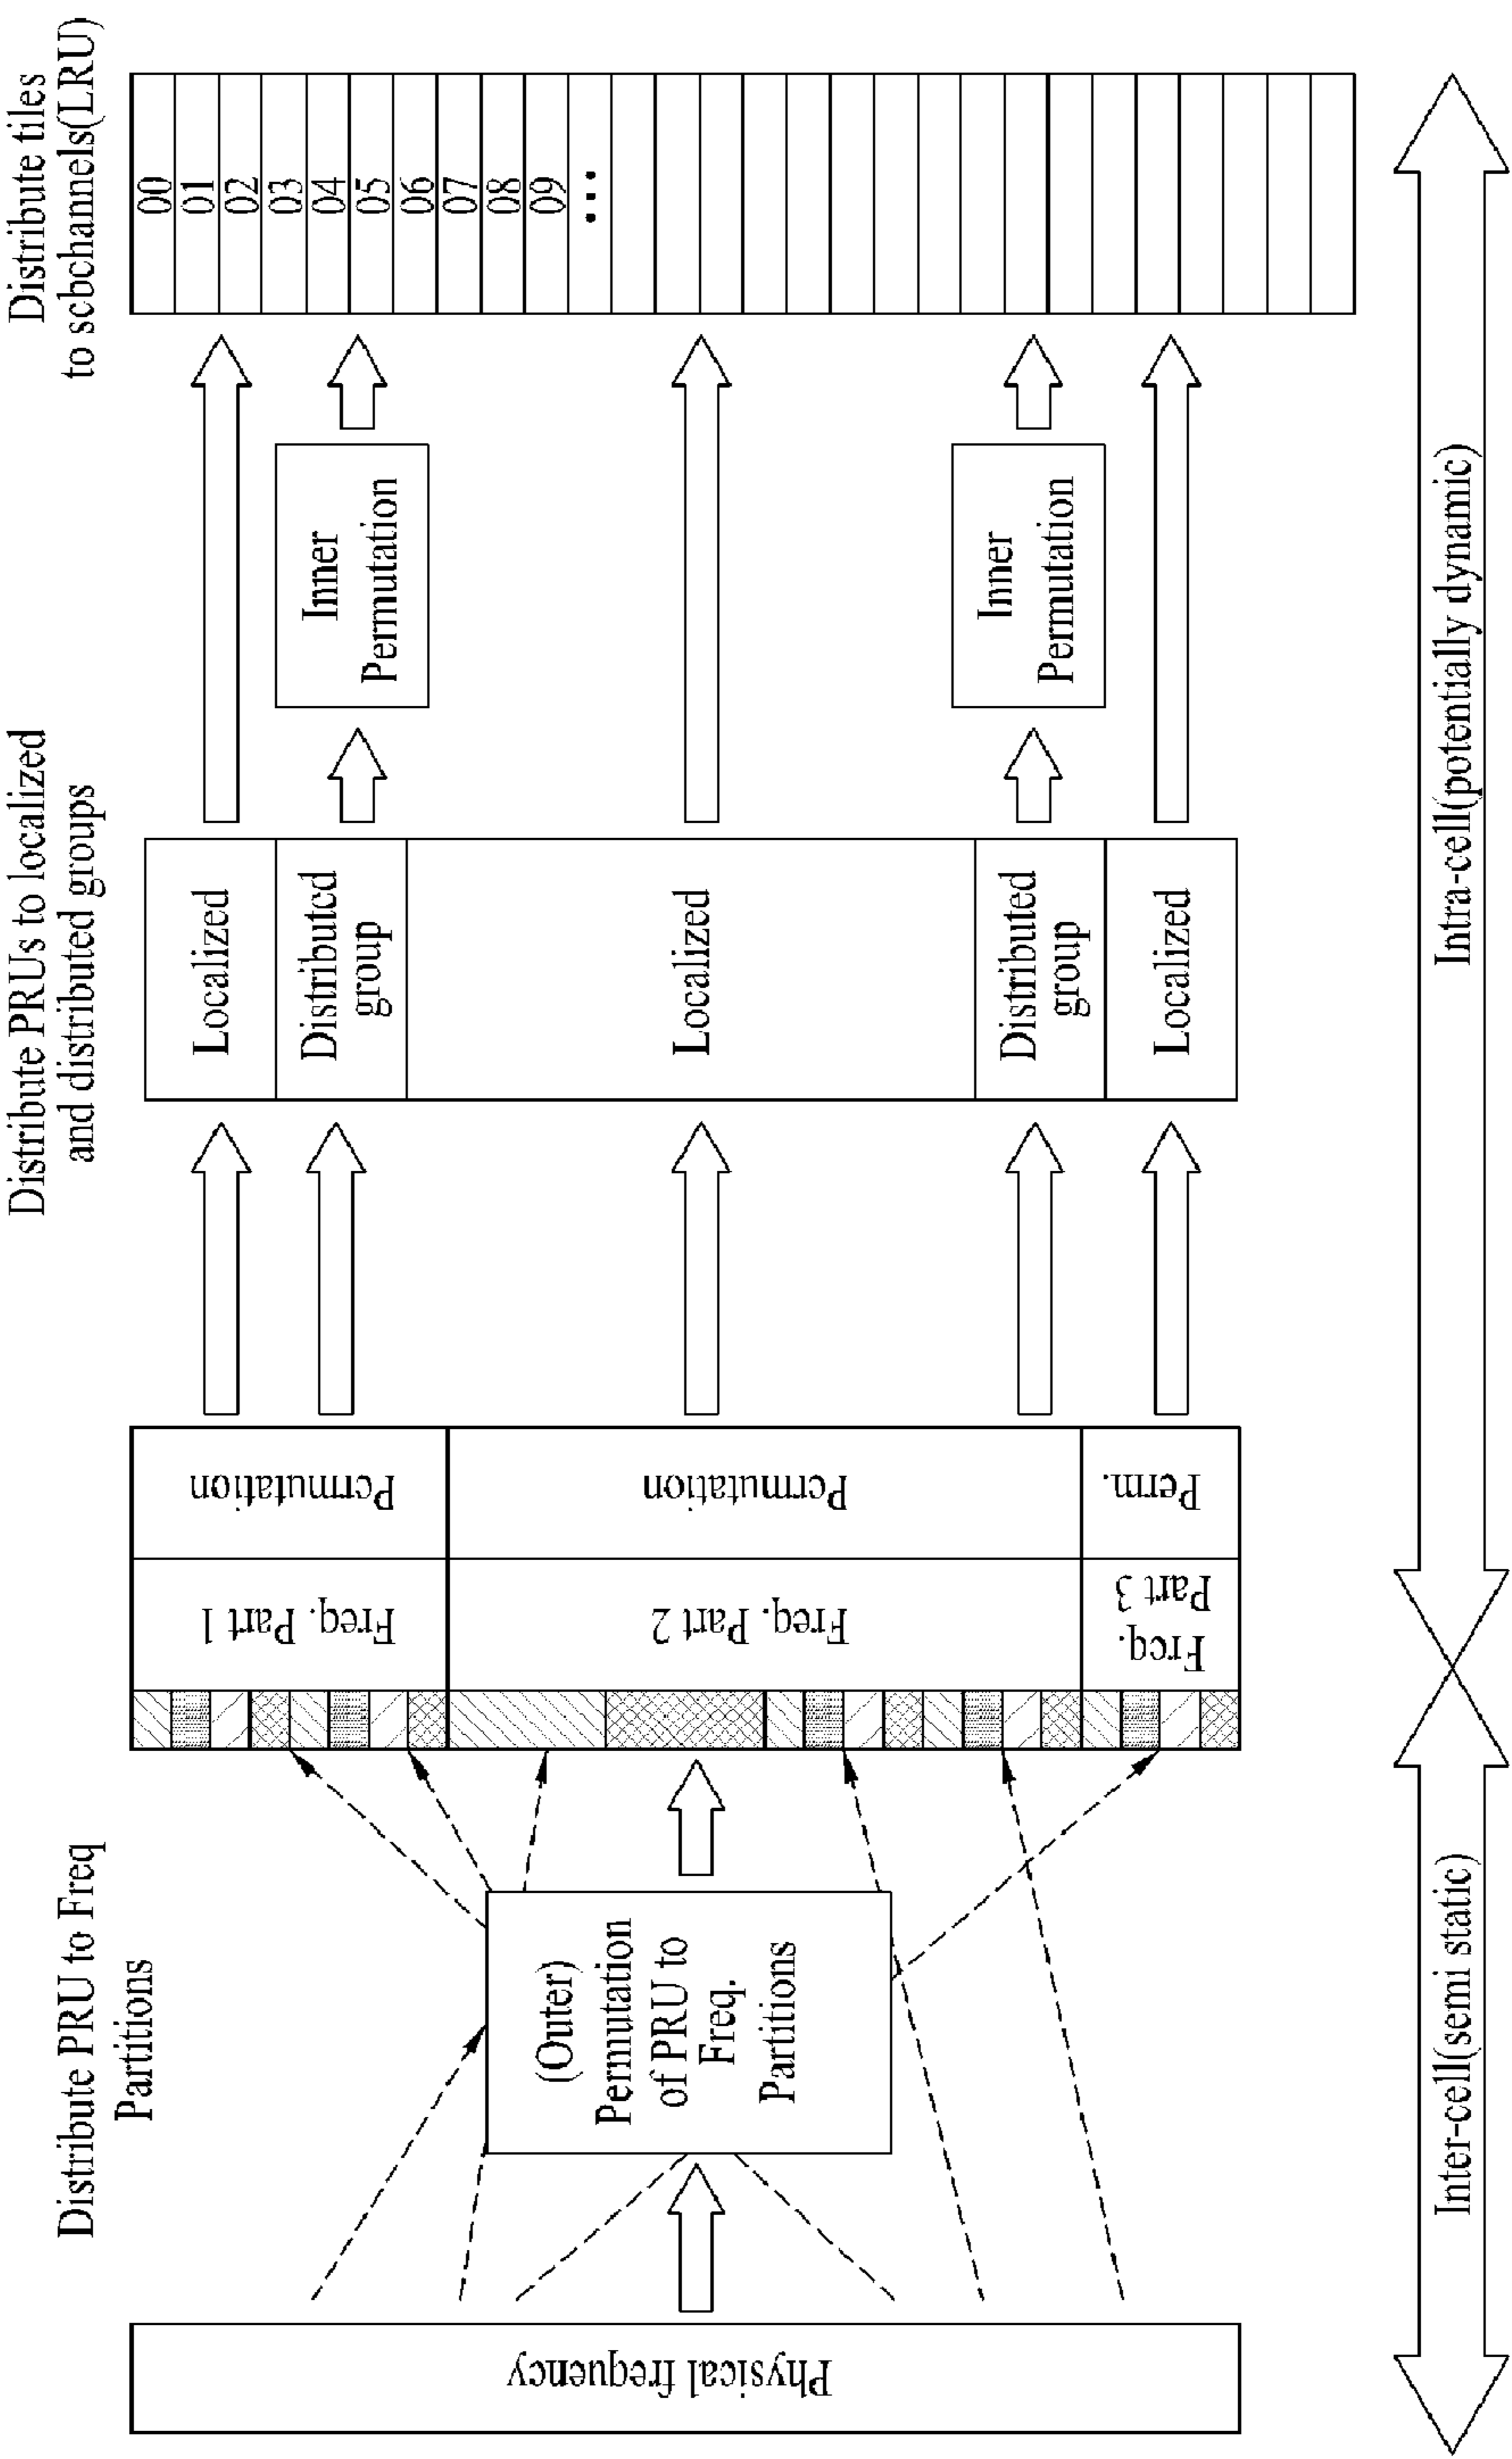 Distribute PRU to Freq
Partitions
Distribute PRUs to localized
and distributed groups
Distribute tiles
to scbchannels(LRU)
Physical frequency
(Outer)
Permutation
of PRU to
Freq.
Partitions
Freq. Part 1
Permutation
Freq. Part 2
Permutation
Freq.
Part 3
Perm.
Localized
Distributed
group
Localized
Distributed
group
Localized
Inner
Permutation
Inner
Permutation
00
01
02
03
04
05
06
07
08
09
...
Inter-cell(semi static)
Intra-cell(potentially dynamic)